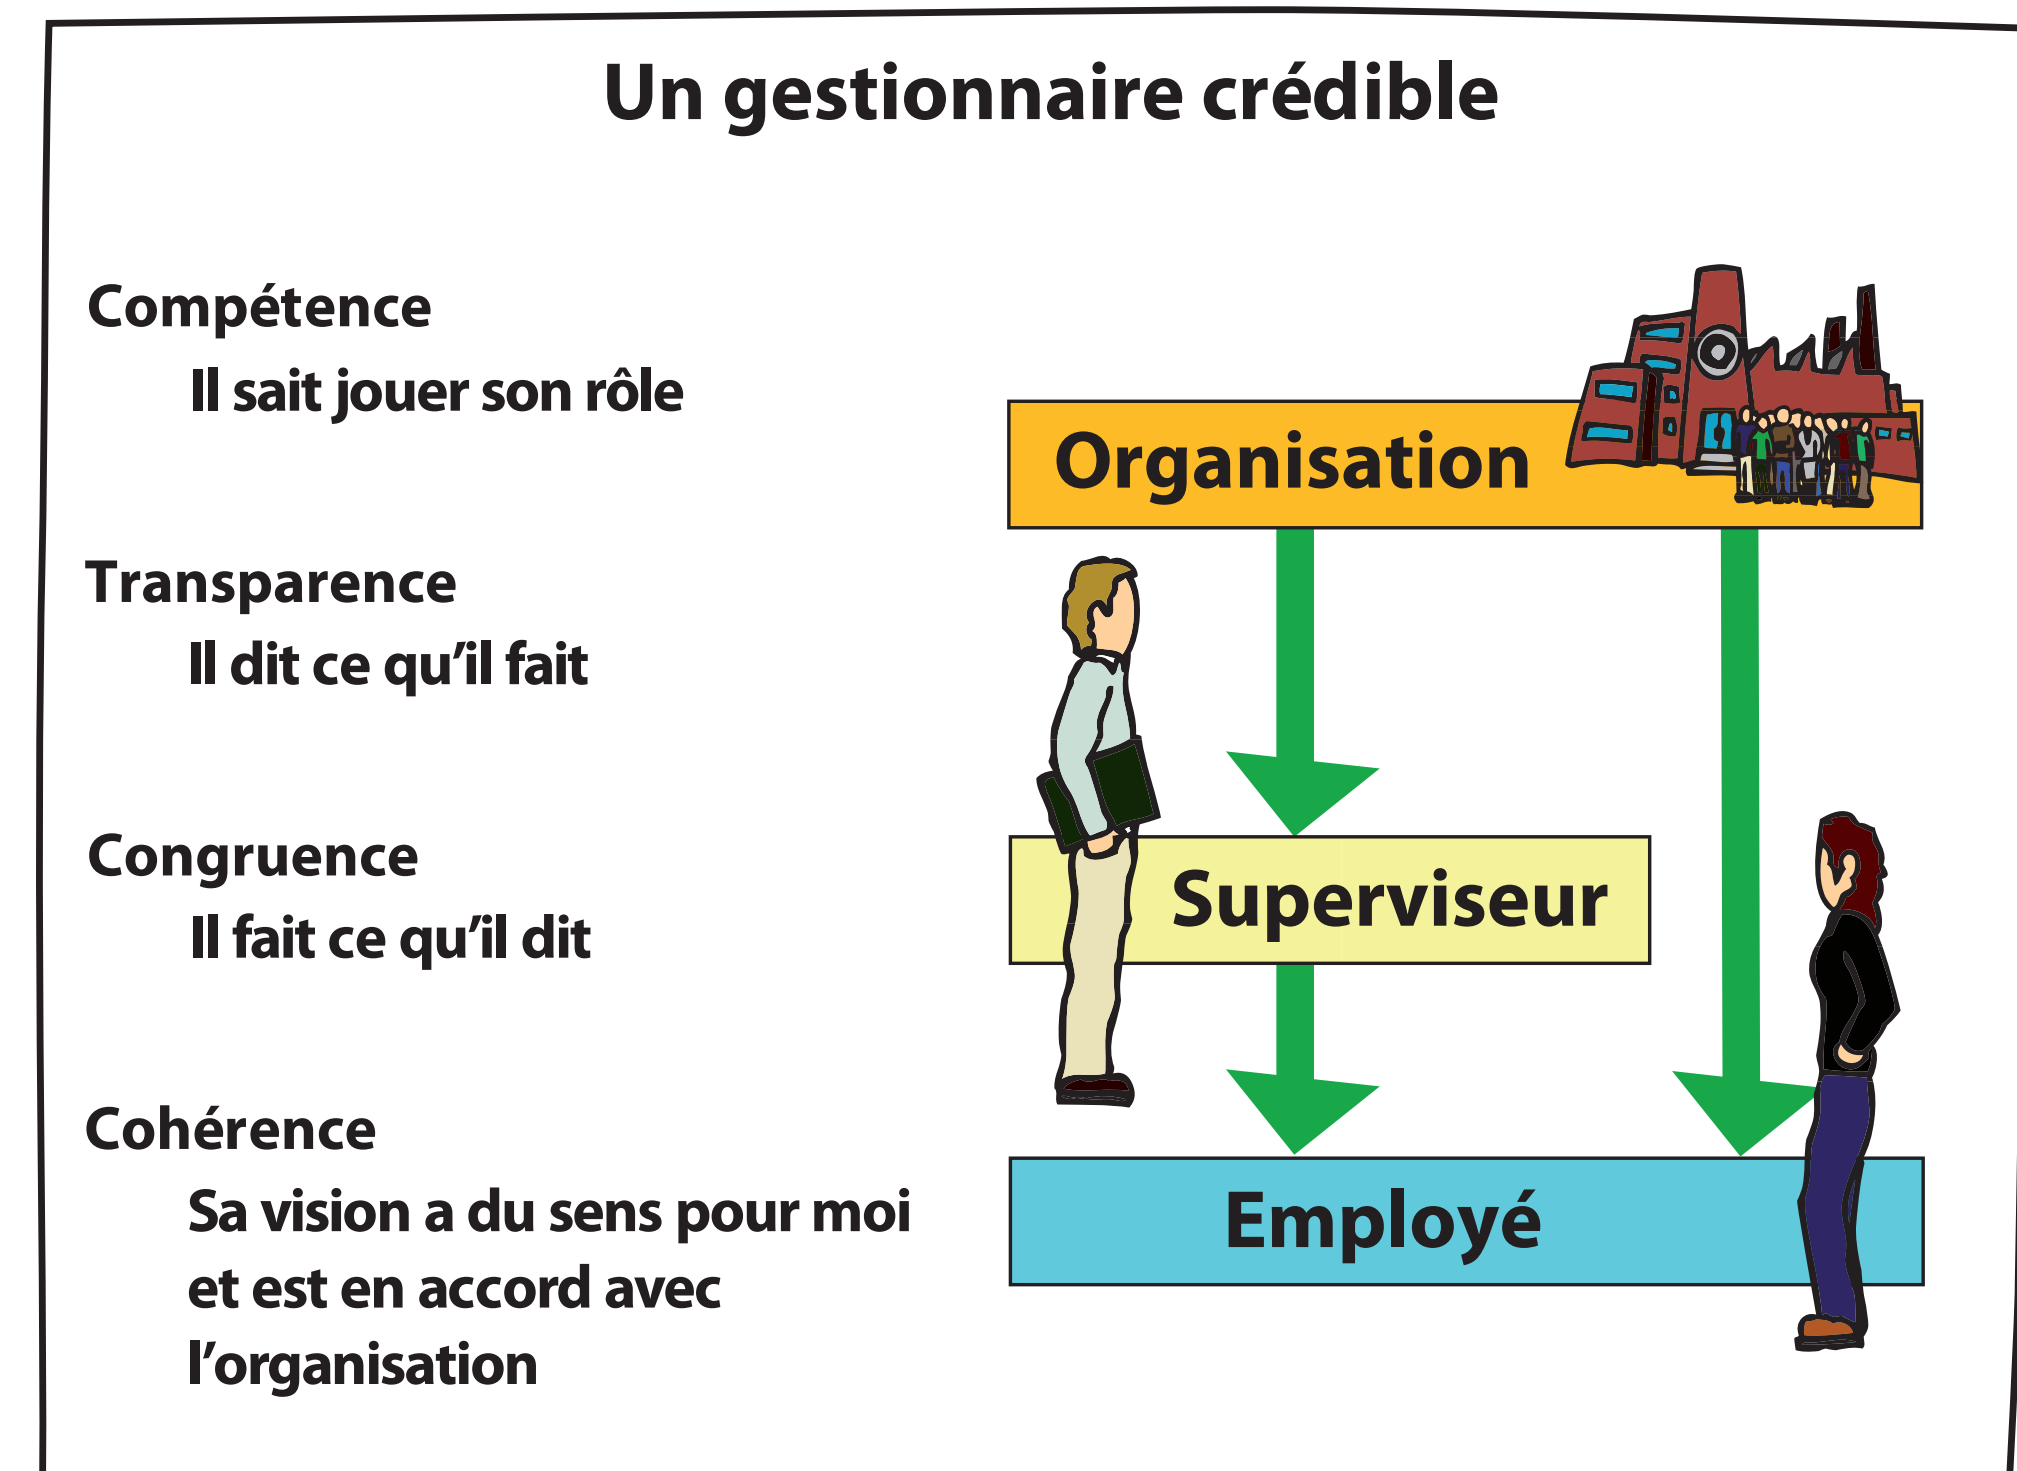 Un gestionnaire crédible
Compétence
Il sait jouer son rôle
Transparence
Il dit ce qu’il fait
Congruence
Il fait ce qu’il dit
Cohérence
Sa vision a du sens pour moi
et est en accord avec
l’organisation
Organisation
Superviseur
Employé